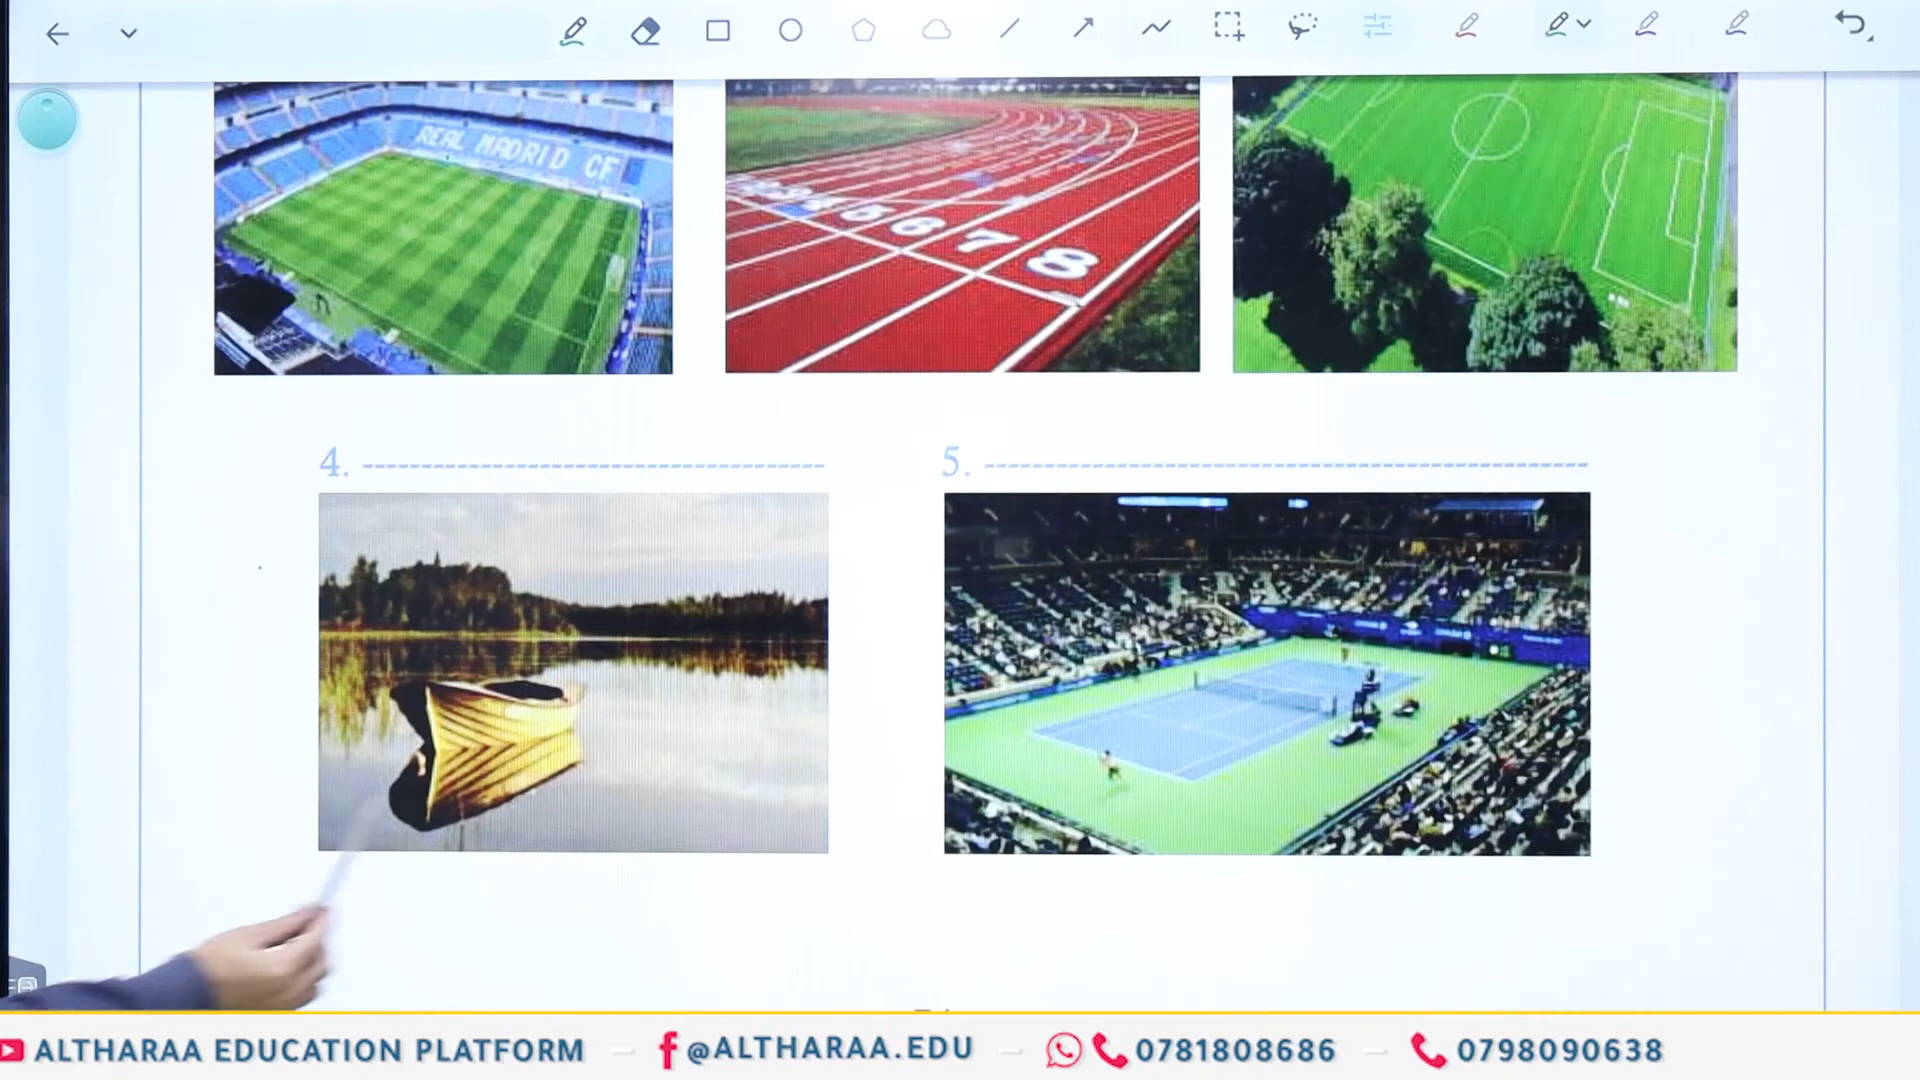 REAL MADRID CF
5 6 7 8
4. ------------------------------------
5. ------------------------------------
ALTHARAA EDUCATION PLATFORM — f @ALTHARAA.EDU — 0781808686 — 0798090638